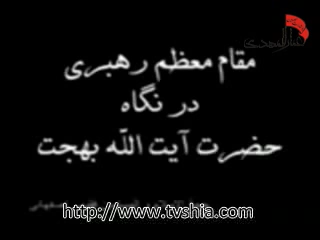 مقام معظم رهبری
در نگاه
حضرت آیت الله بهجت
http://www.tvshia.com